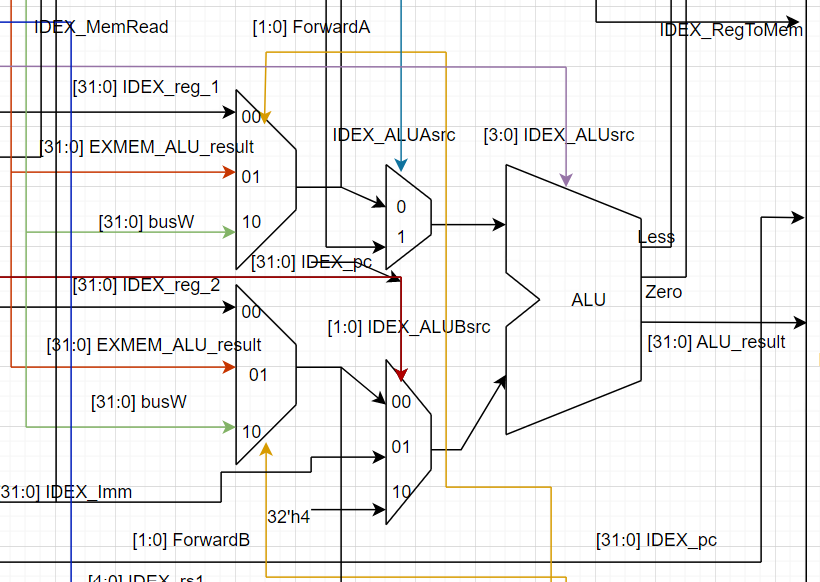 IDEX_MemRead
[1:0] ForwardA
IDEX_RegToMem
[31:0] IDEX_reg_1
00
[31:0] EXMEM_ALU_result
IDEX_ALUAsrc
[3:0] IDEX_ALUsrc
01
0
10
[31:0] busW
1
Less
[31:0] IDEX_pc
[31:0] IDEX_reg_2
Zero
ALU
00
[1:0] IDEX_ALUBsrc
[31:0] EXMEM_ALU_result
[31:0] ALU_result
01
[31:0] busW
00
10
01
31:0] IDEX_Imm
10
32'h4
[1:0] ForwardB
[31:0] IDEX_pc
[4:0] IDEX_rs1